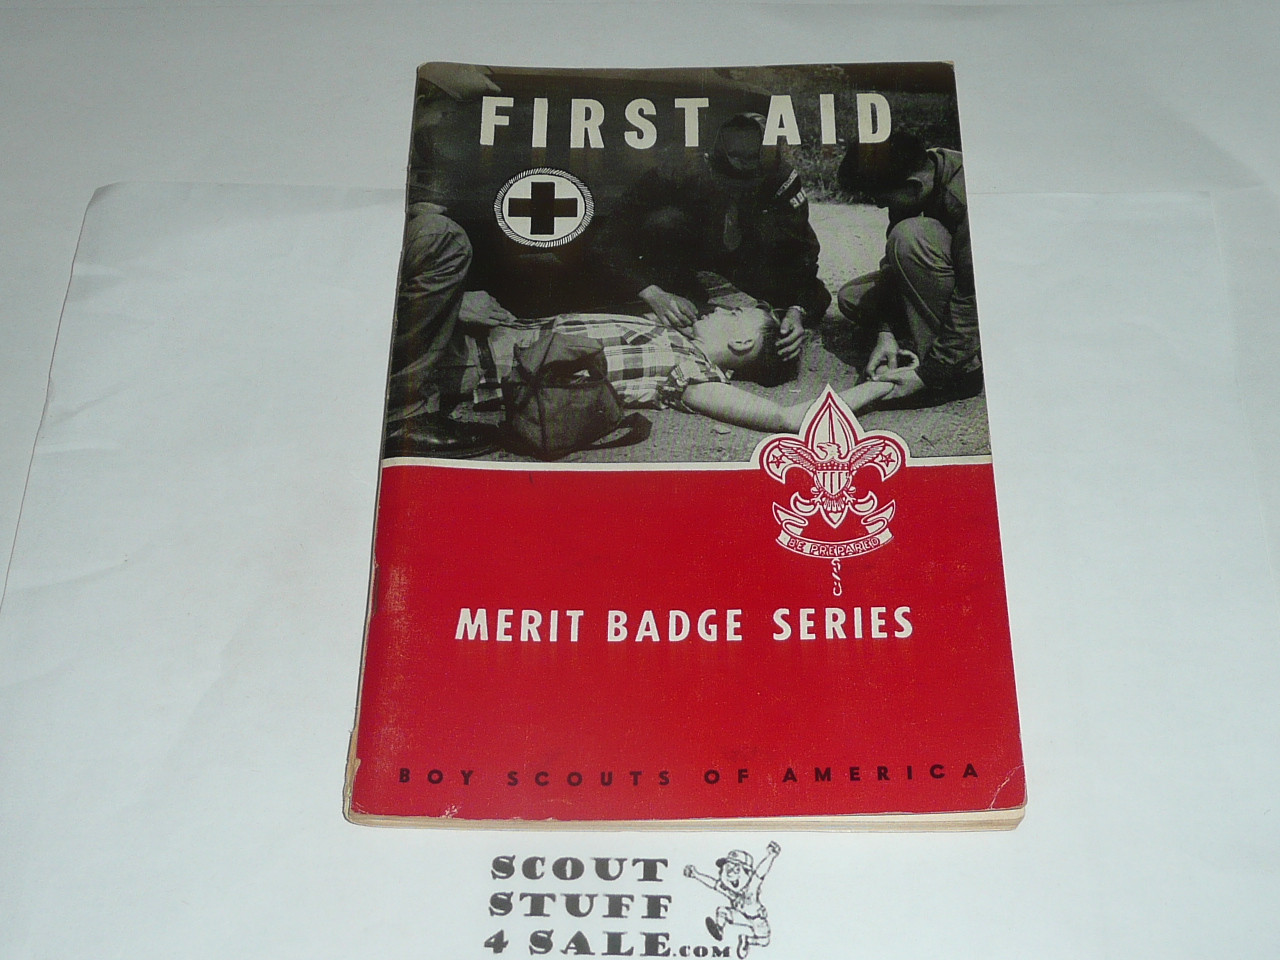 FIRST AID
BE PREPARED
MERIT BADGE SERIES
BOY SCOUTS OF AMERICA
SCOUT
STUFF
4 SALE.COM